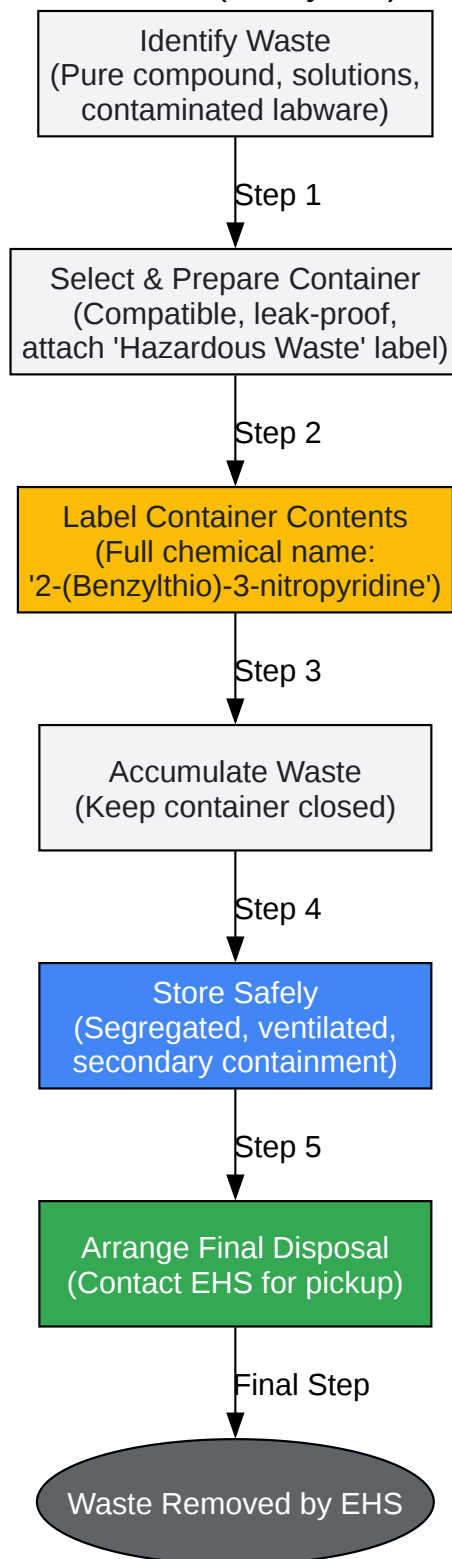 Identify Waste
(Pure compound, solutions,
contaminated labware)
Step 1
Select & Prepare Container
(Compatible, leak-proof,
attach 'Hazardous Waste' label)
Step 2
Label Container Contents
(Full chemical name:
'2-(Benzylthio)-3-nitropyridine')
Step 3
Accumulate Waste
(Keep container closed)
Step 4
Store Safely
(Segregated, ventilated,
secondary containment)
Step 5
Arrange Final Disposal
(Contact EHS for pickup)
Final Step
Waste Removed by EHS